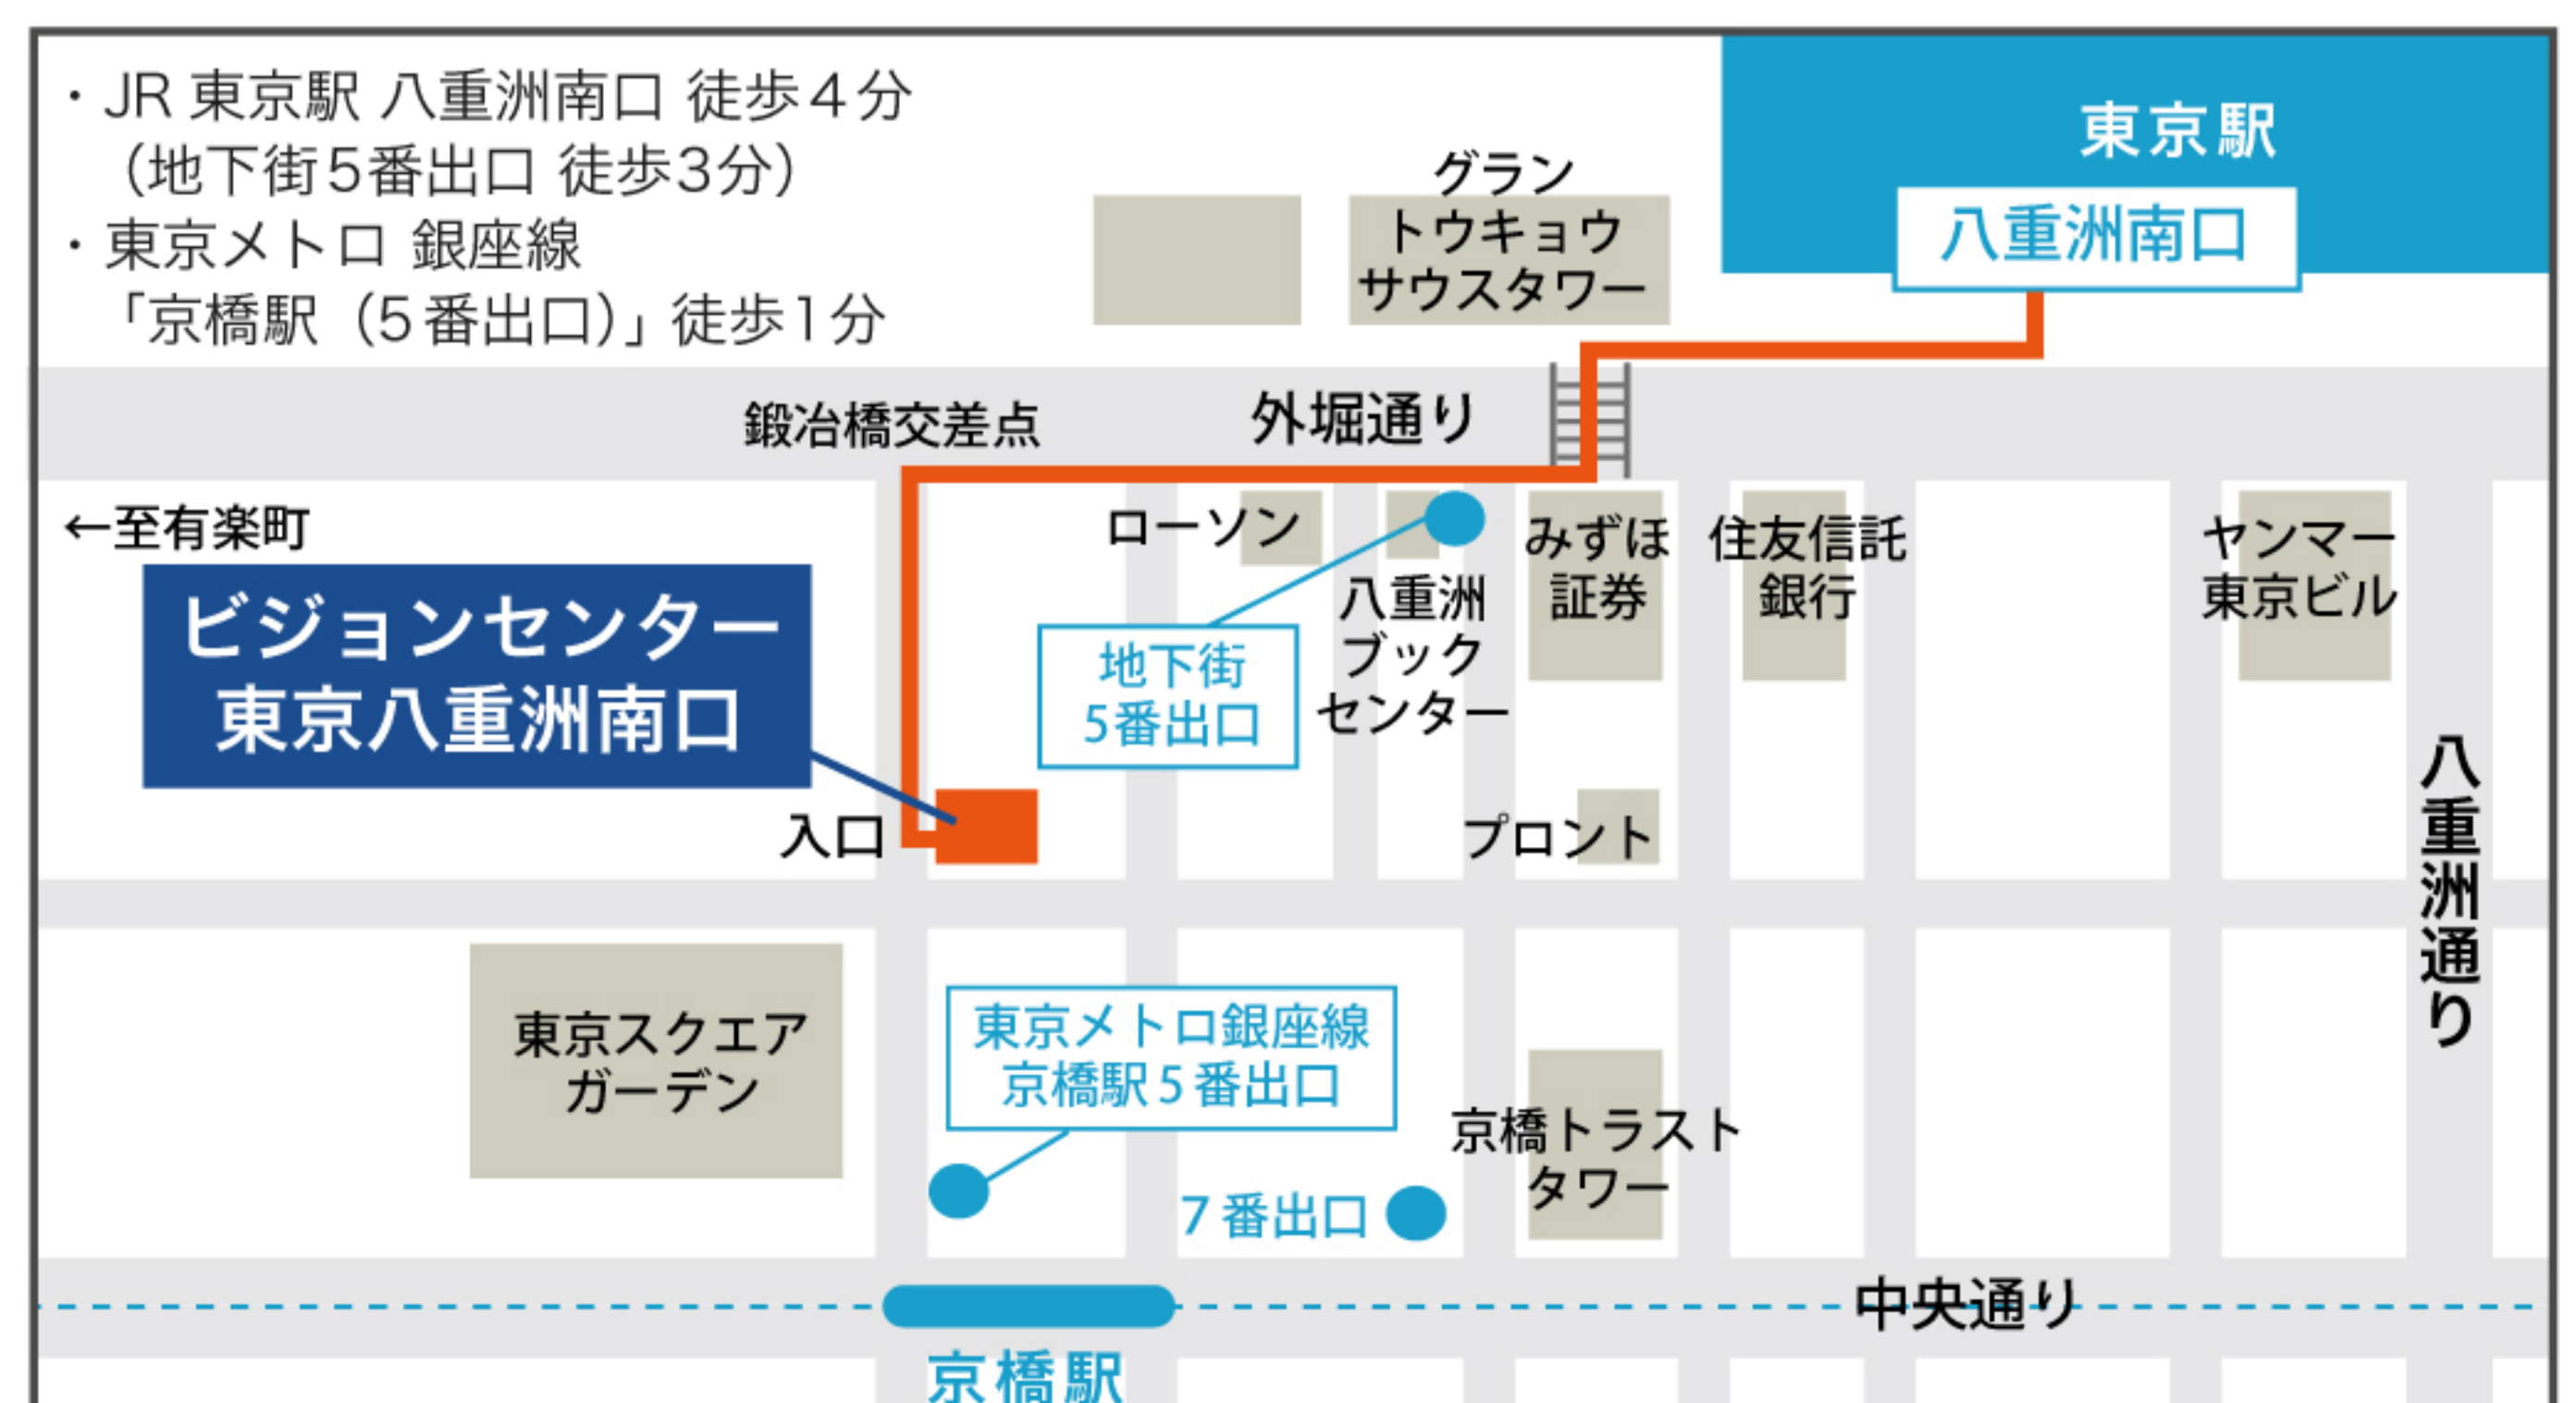 ・JR 東京駅 八重洲南口 徒歩4分
（地下街5番出口 徒歩3分）
・東京メトロ 銀座線
「京橋駅（5番出口）」徒歩1分
東京駅
八重洲南口
グラン
トウキョウ
サウスタワー
鍛冶橋交差点
外堀通り
←至有楽町
ローソン
みずほ
証券
住友信託
銀行
ヤンマー
東京ビル
ビジョンセンター
東京八重洲南口
八重洲
ブック
センター
地下街
5番出口
入口
プロント
八重洲通り
東京スクエア
ガーデン
東京メトロ銀座線
京橋駅5番出口
京橋トラスト
タワー
7番出口
中央通り
京橋駅